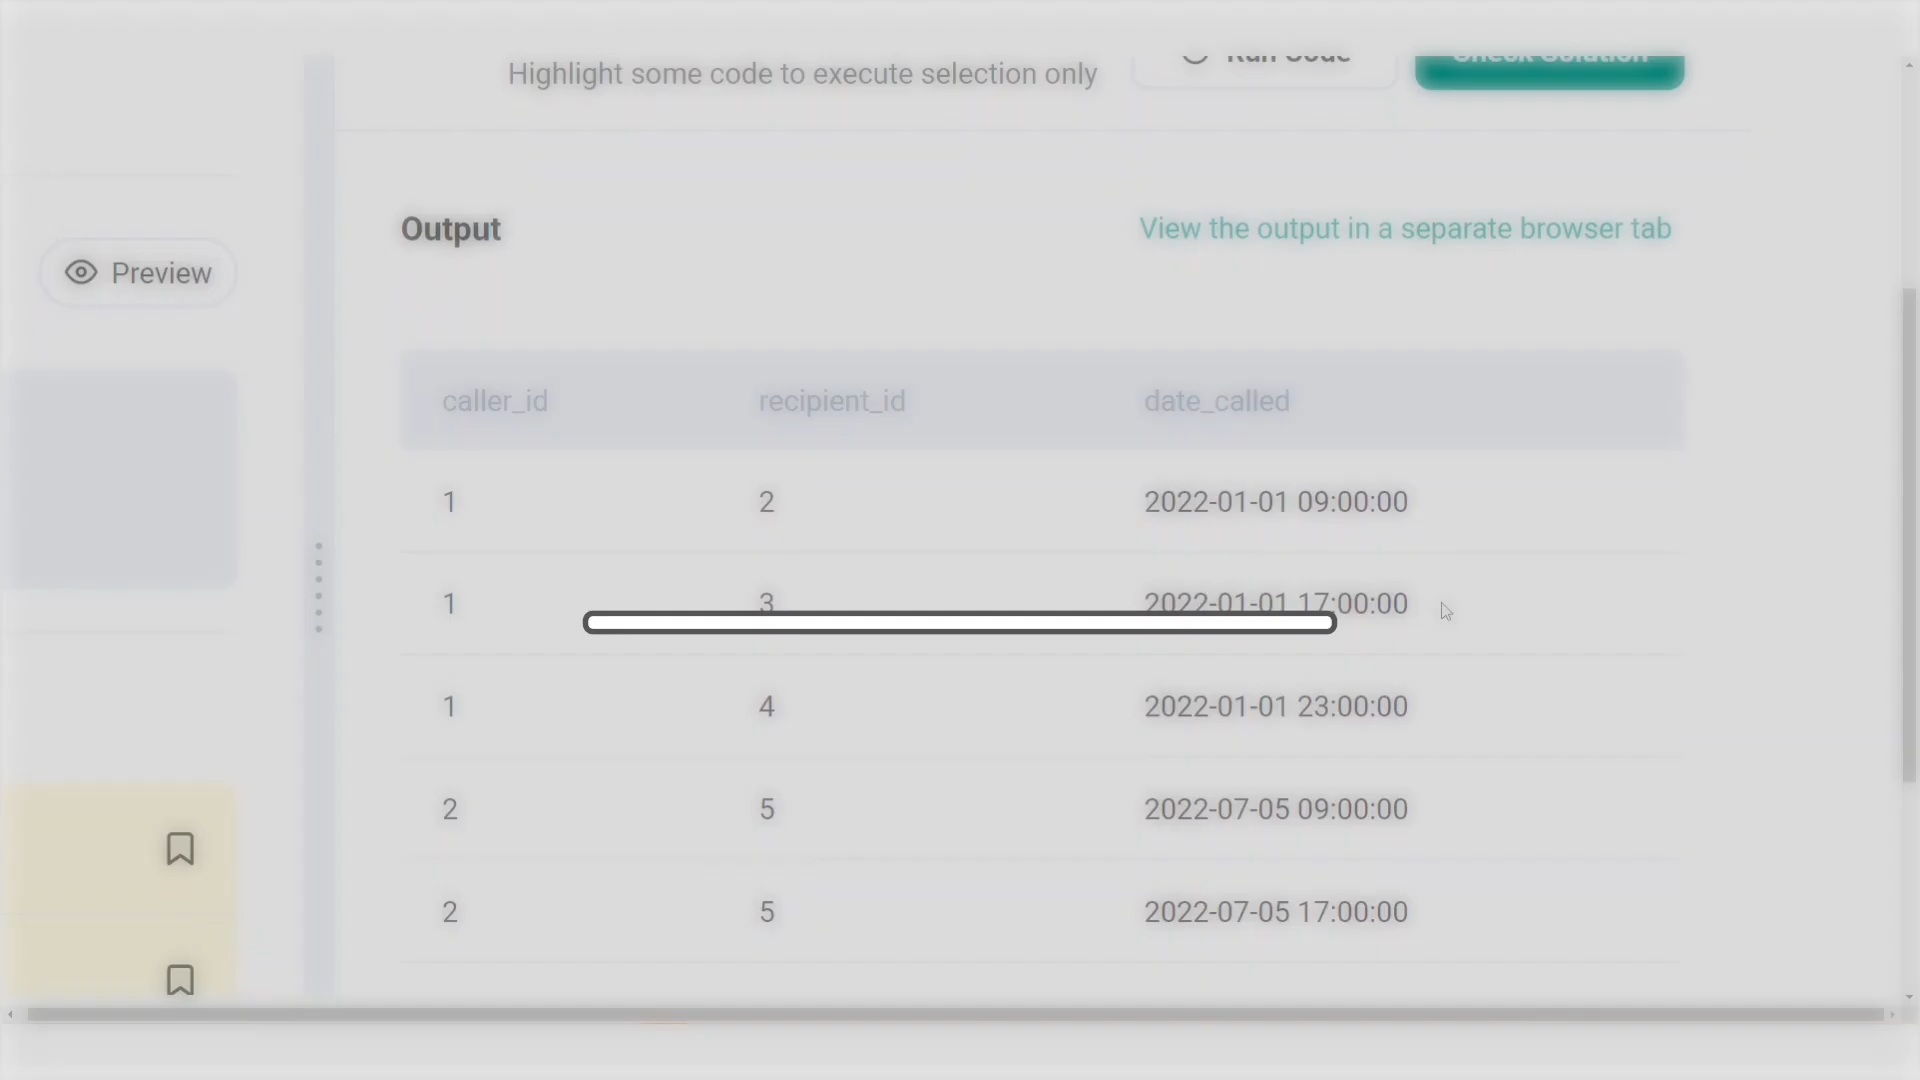 Highlight some code to execute selection only
Run Code
Check Solution
Output
View the output in a separate browser tab
Preview
caller_id recipient_id date_called
1 2 2022-01-01 09:00:00
1 3 2022-01-01 17:00:00
1 4 2022-01-01 23:00:00
2 5 2022-07-05 09:00:00
2 5 2022-07-05 17:00:00